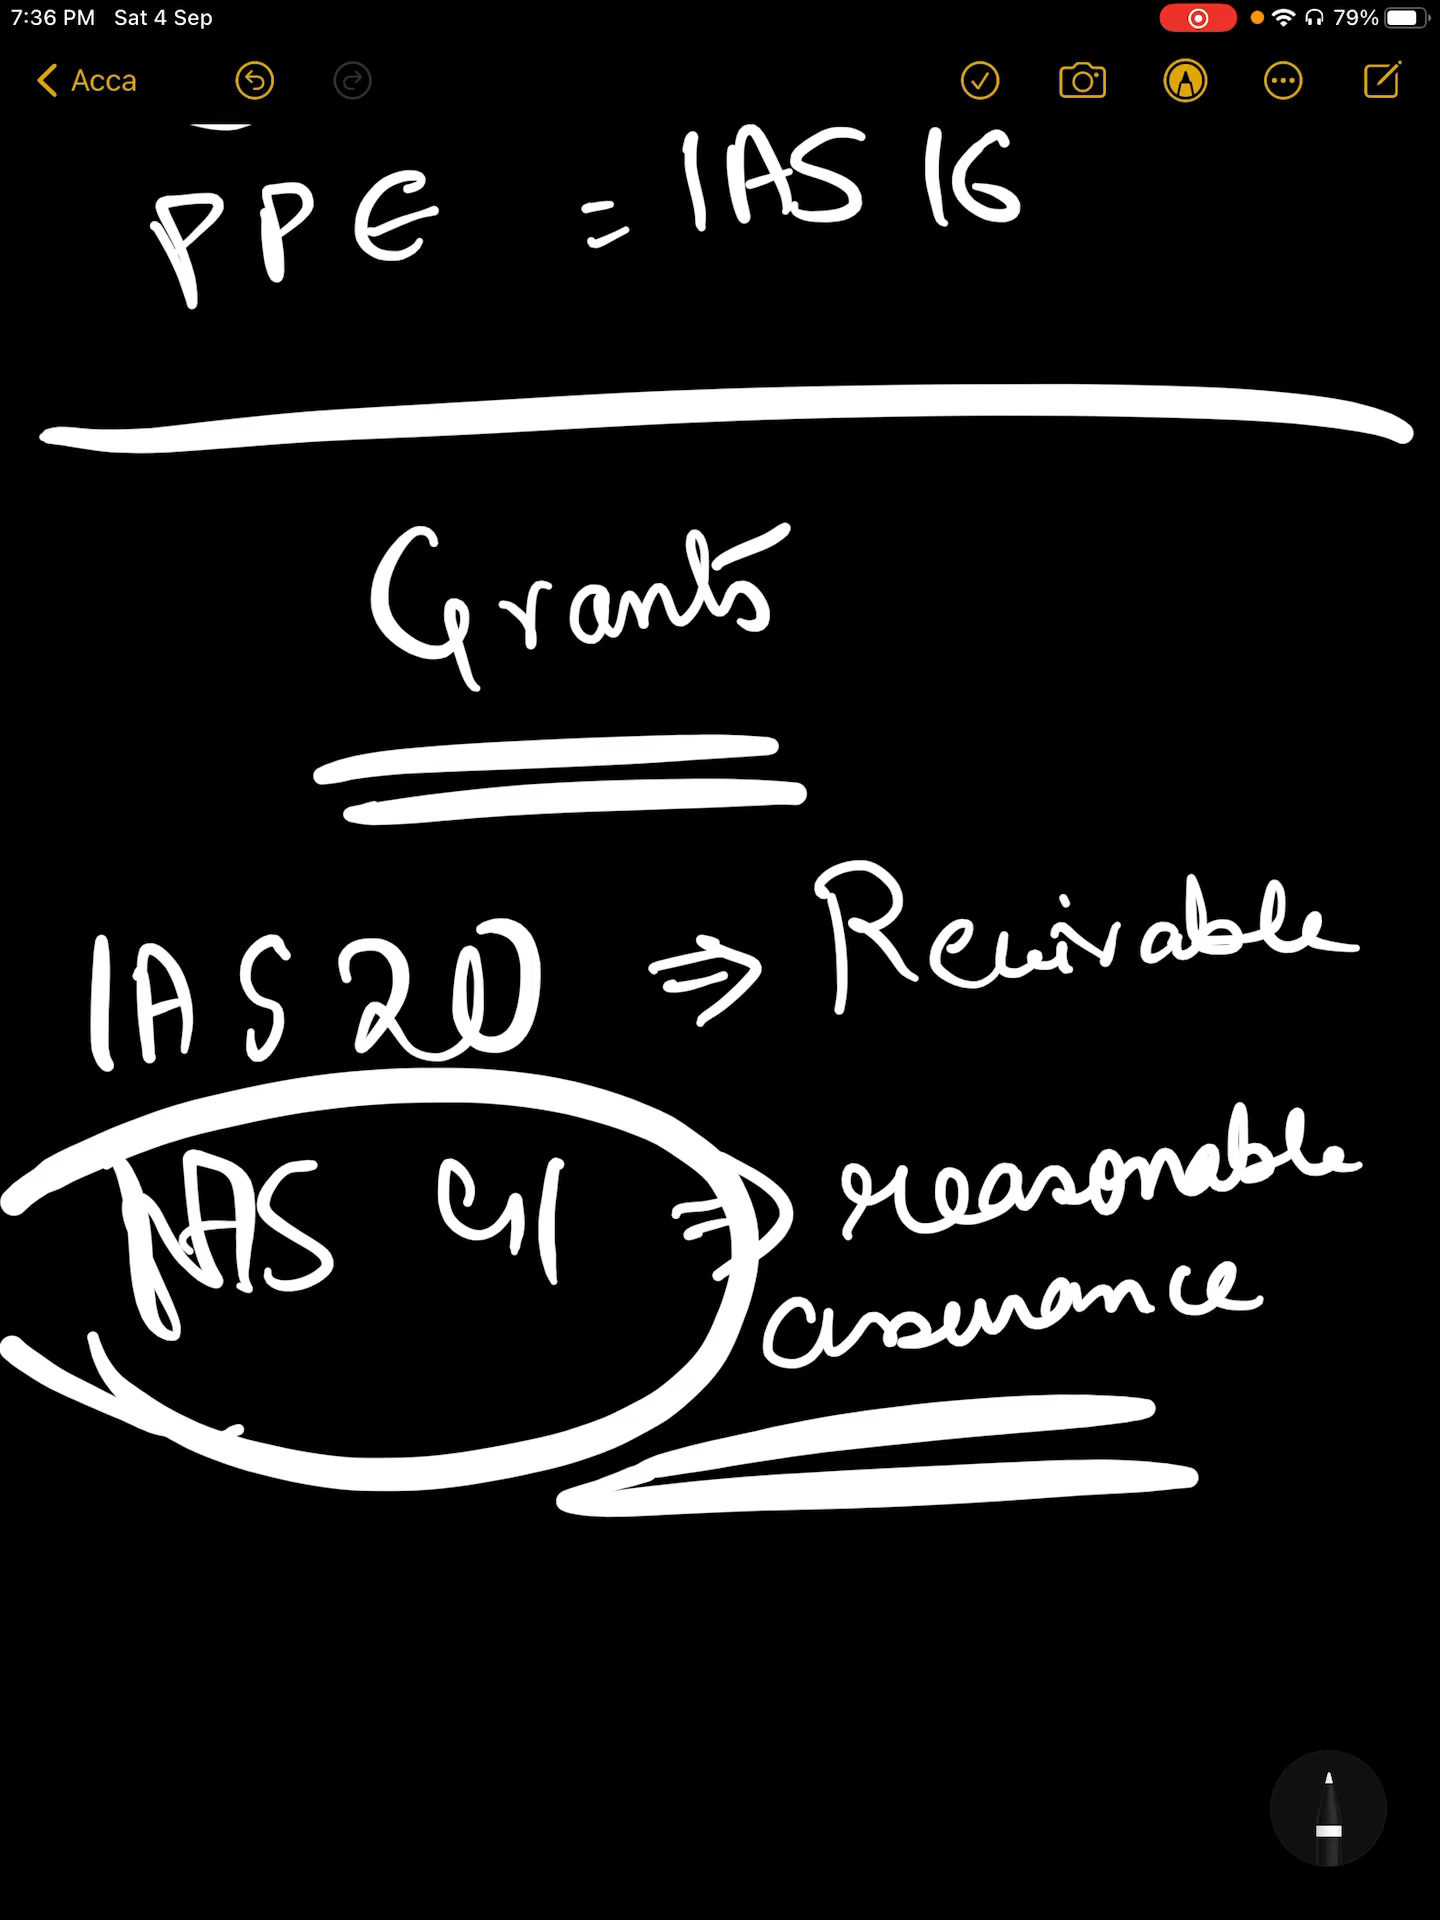 7:36 PM Sat 4 Sep 79%
Acca
PPE = IAS 16
Grants
IAS 20 ⇒ Receivable
IAS 41 ⇒ reasonable
assurance